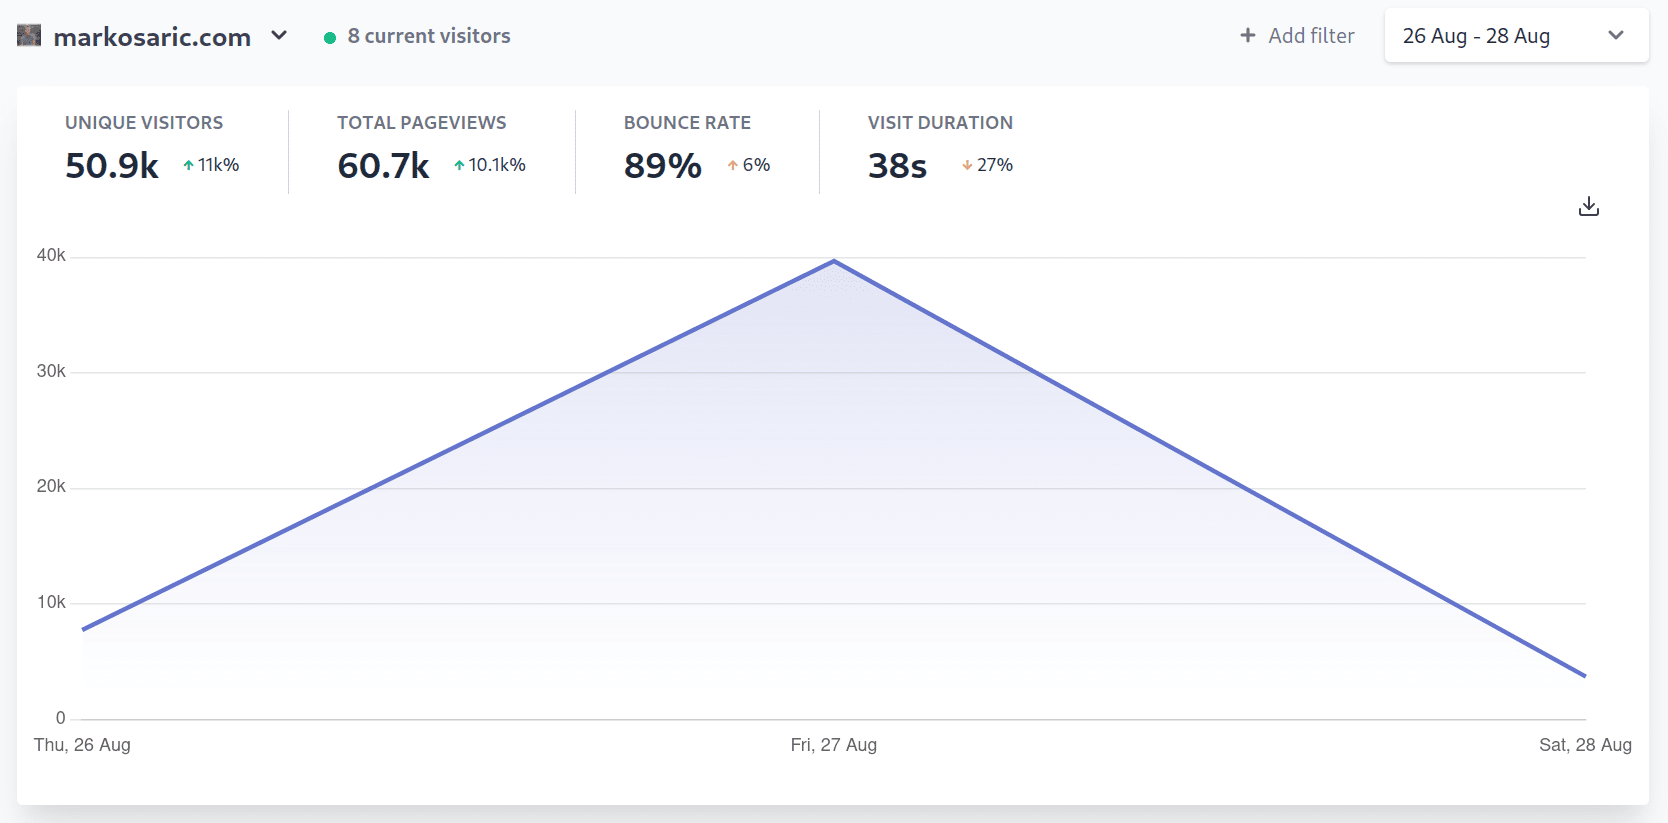 markosaric.com
8 current visitors
+ Add filter
26 Aug - 28 Aug
UNIQUE VISITORS
50.9k ↑ 11k%
TOTAL PAGEVIEWS
60.7k ↑ 10.1k%
BOUNCE RATE
89% ↑ 6%
VISIT DURATION
38s ↓ 27%
40k
30k
20k
10k
0
Thu, 26 Aug
Fri, 27 Aug
Sat, 28 Aug